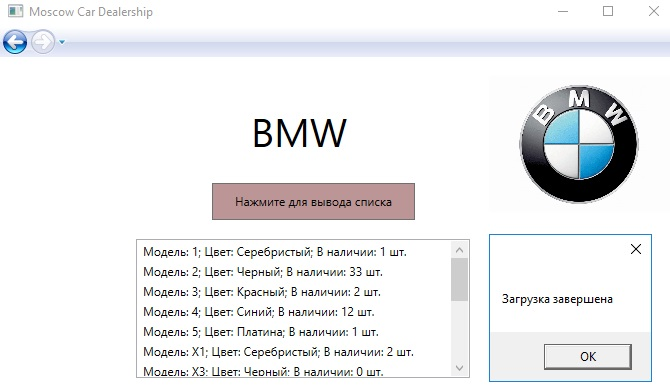 Moscow Car Dealership
BMW
BMW
Нажмите для вывода списка
Модель: 1; Цвет: Серебристый; В наличии: 1 шт.
Модель: 2; Цвет: Черный; В наличии: 33 шт.
Модель: 3; Цвет: Красный; В наличии: 2 шт.
Модель: 4; Цвет: Синий; В наличии: 12 шт.
Модель: 5; Цвет: Платина; В наличии: 1 шт.
Модель: X1; Цвет: Серебристый; В наличии: 2 шт.
Модель: X3; Цвет: Черный; В наличии: 0 шт.
Загрузка завершена
OK